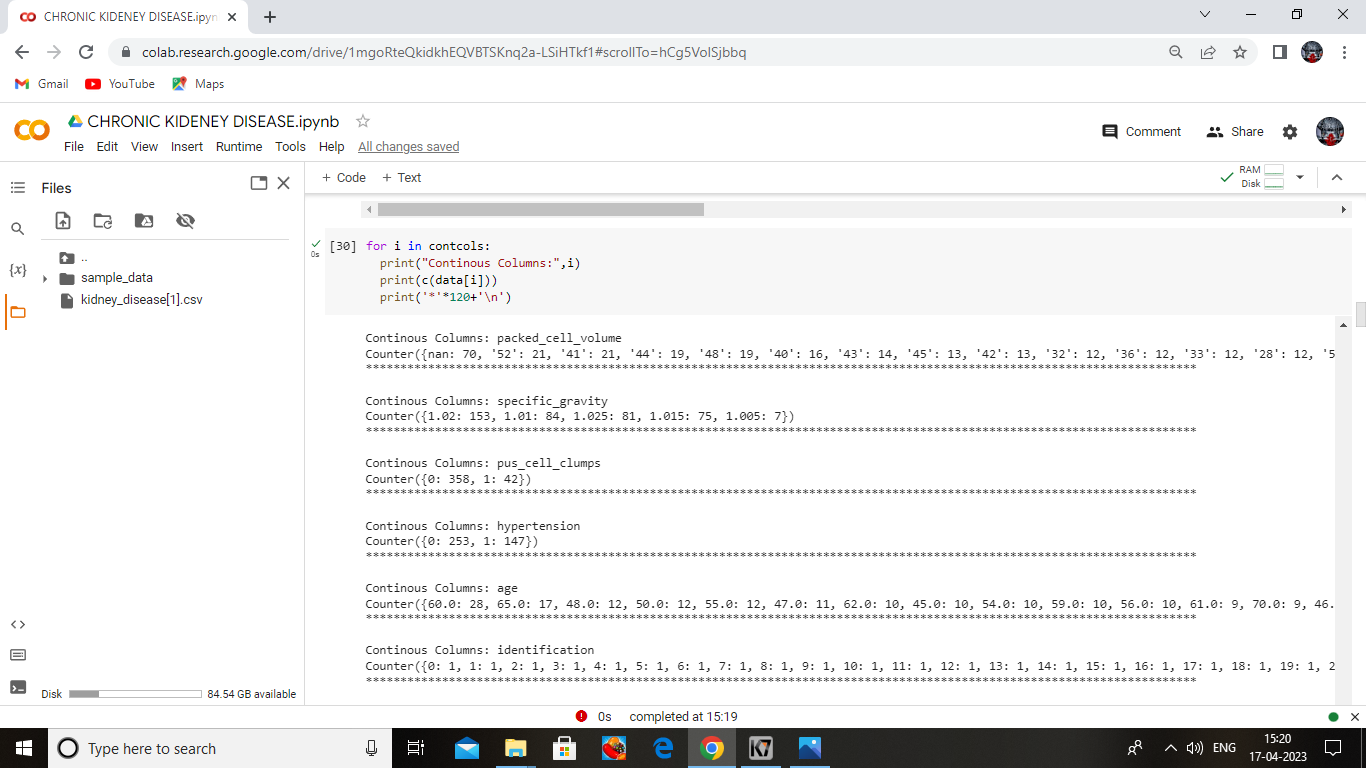 CHRONIC KIDENEY DISEASE.ipyn
colab.research.google.com/drive/1mgoRteQkidkhEQVBTSKnq2a-LSiHTkf1#scrollTo=hCg5VolSjbbq
Gmail YouTube Maps
CHRONIC KIDENEY DISEASE.ipynb
Comment Share
File Edit View Insert Runtime Tools Help All changes saved
Files
+ Code + Text
RAM
Disk
..
sample_data
kidney_disease[1].csv
{x}
0s
[30] for i in contcols:
print("Continous Columns:",i)
print(c(data[i]))
print('*'*120+'\n')
Continous Columns: packed_cell_volume
Counter({nan: 70, '52': 21, '41': 21, '44': 19, '48': 19, '40': 16, '43': 14, '45': 13, '42': 13, '32': 12, '36': 12, '33': 12, '28': 12, '5
************************************************************************************************************************
Continous Columns: specific_gravity
Counter({1.02: 153, 1.01: 84, 1.025: 81, 1.015: 75, 1.005: 7})
************************************************************************************************************************
Continous Columns: pus_cell_clumps
Counter({0: 358, 1: 42})
************************************************************************************************************************
Continous Columns: hypertension
Counter({0: 253, 1: 147})
************************************************************************************************************************
Continous Columns: age
Counter({60.0: 28, 65.0: 17, 48.0: 12, 50.0: 12, 55.0: 12, 47.0: 11, 62.0: 10, 45.0: 10, 54.0: 10, 59.0: 10, 56.0: 10, 61.0: 9, 70.0: 9, 46.
************************************************************************************************************************
Continous Columns: identification
Counter({0: 1, 1: 1, 2: 1, 3: 1, 4: 1, 5: 1, 6: 1, 7: 1, 8: 1, 9: 1, 10: 1, 11: 1, 12: 1, 13: 1, 14: 1, 15: 1, 16: 1, 17: 1, 18: 1, 19: 1, 2
************************************************************************************************************************
Disk 84.54 GB available
0s completed at 15:19
Type here to search
K7
ENG
15:20
17-04-2023